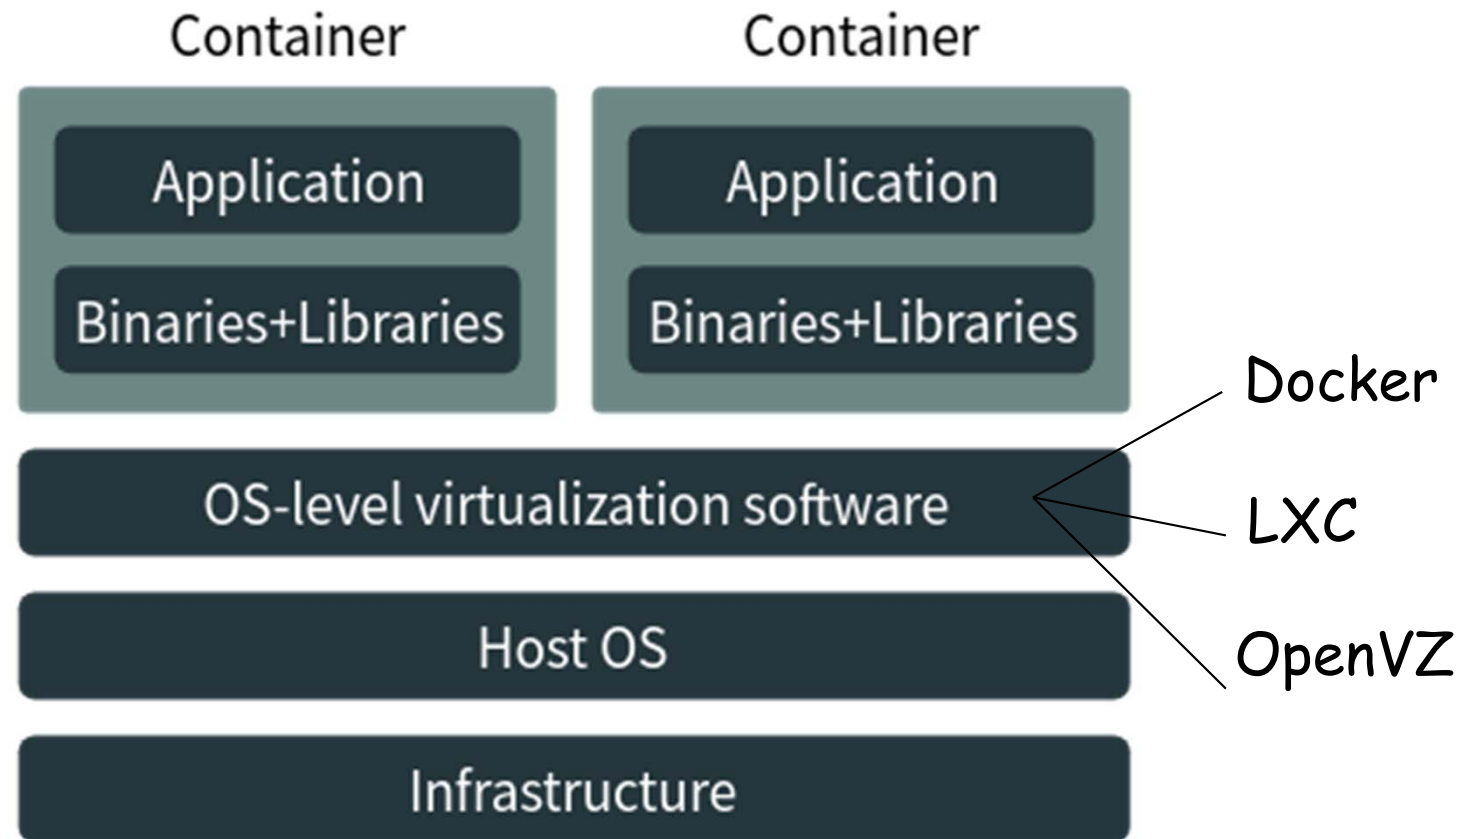 Container
Container
Application
Application
Binaries+Libraries
Binaries+Libraries
Docker
OS-level virtualization software
LXC
Host OS
OpenVZ
Infrastructure